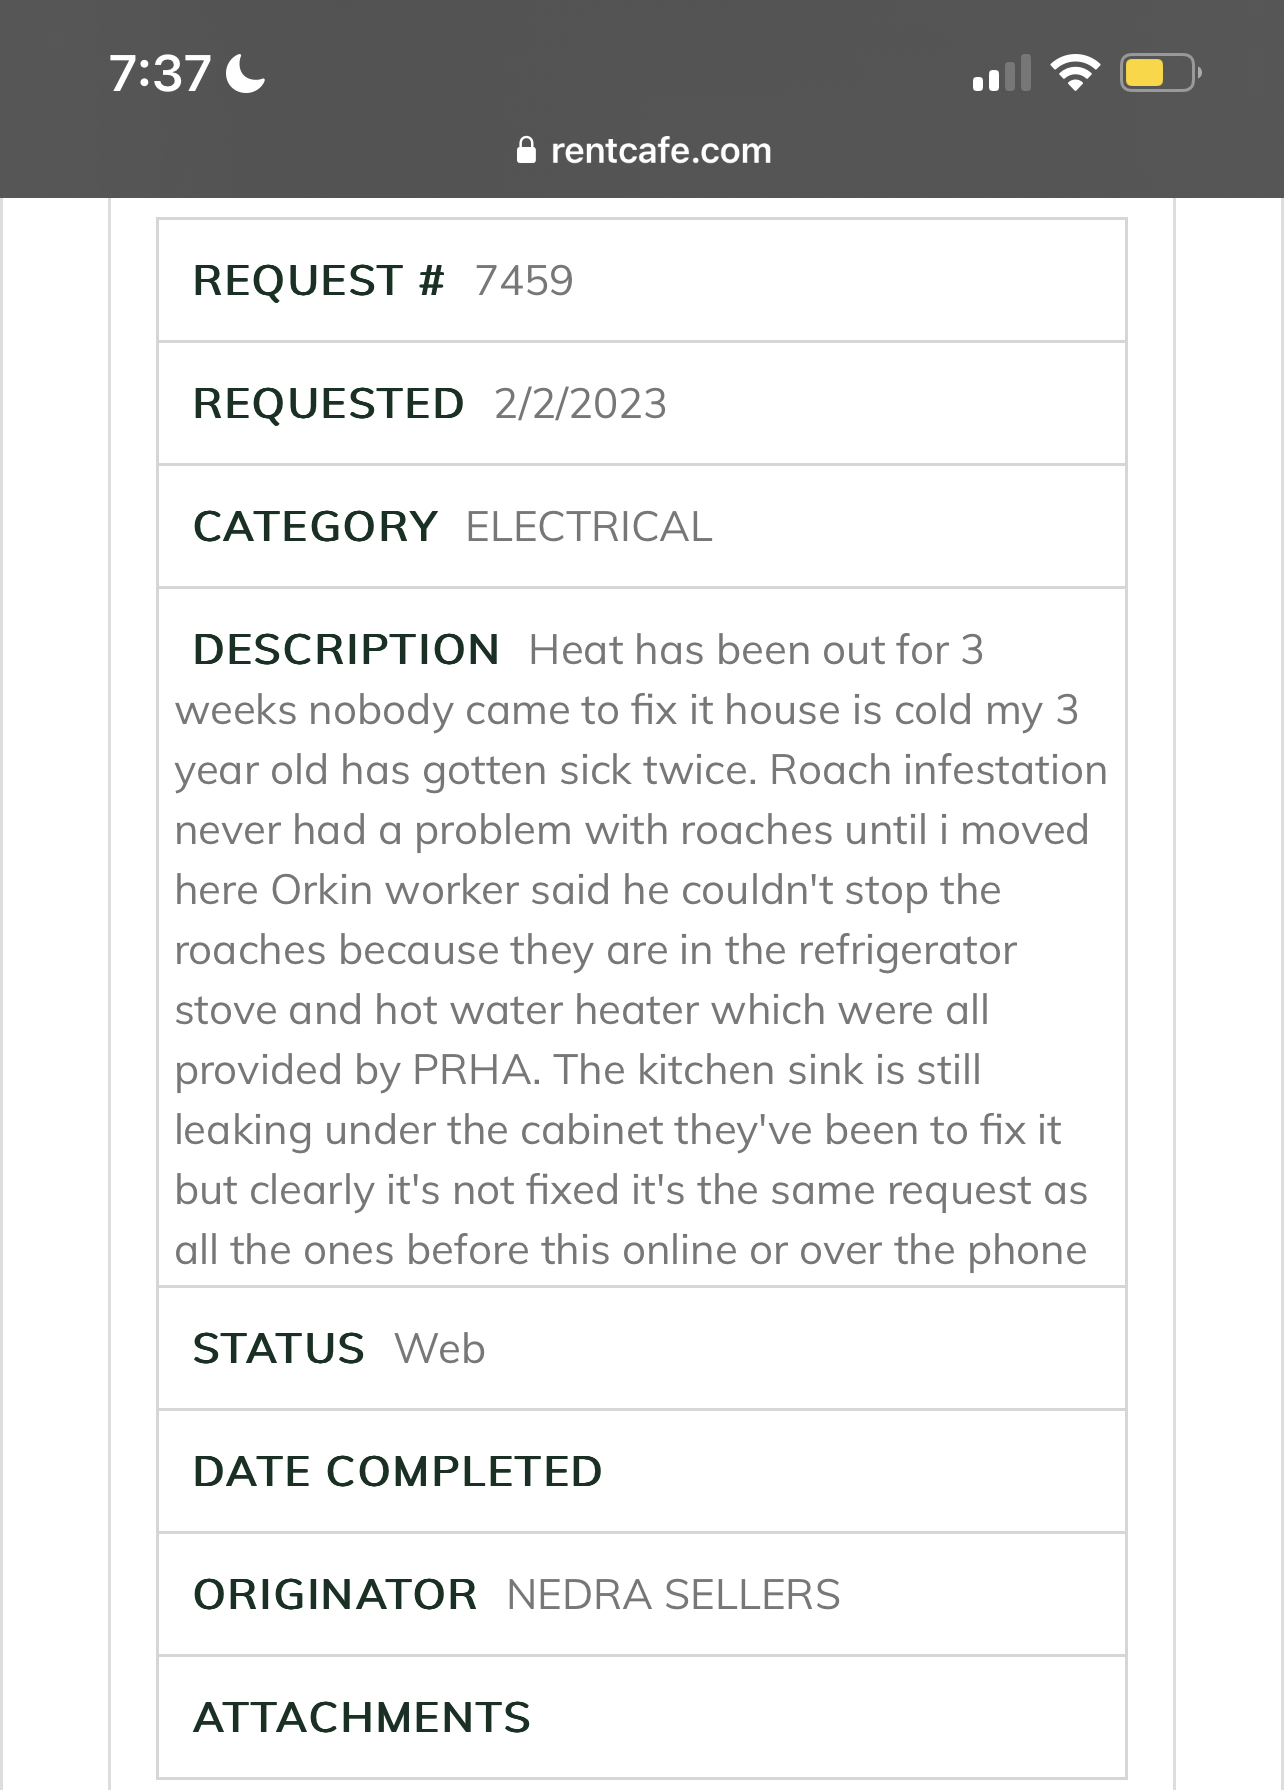 7:37
rentcafe.com
REQUEST # 7459
REQUESTED 2/2/2023
CATEGORY ELECTRICAL
DESCRIPTION Heat has been out for 3
weeks nobody came to fix it house is cold my 3
year old has gotten sick twice. Roach infestation
never had a problem with roaches until i moved
here Orkin worker said he couldn't stop the
roaches because they are in the refrigerator
stove and hot water heater which were all
provided by PRHA. The kitchen sink is still
leaking under the cabinet they've been to fix it
but clearly it's not fixed it's the same request as
all the ones before this online or over the phone
STATUS Web
DATE COMPLETED
ORIGINATOR NEDRA SELLERS
ATTACHMENTS